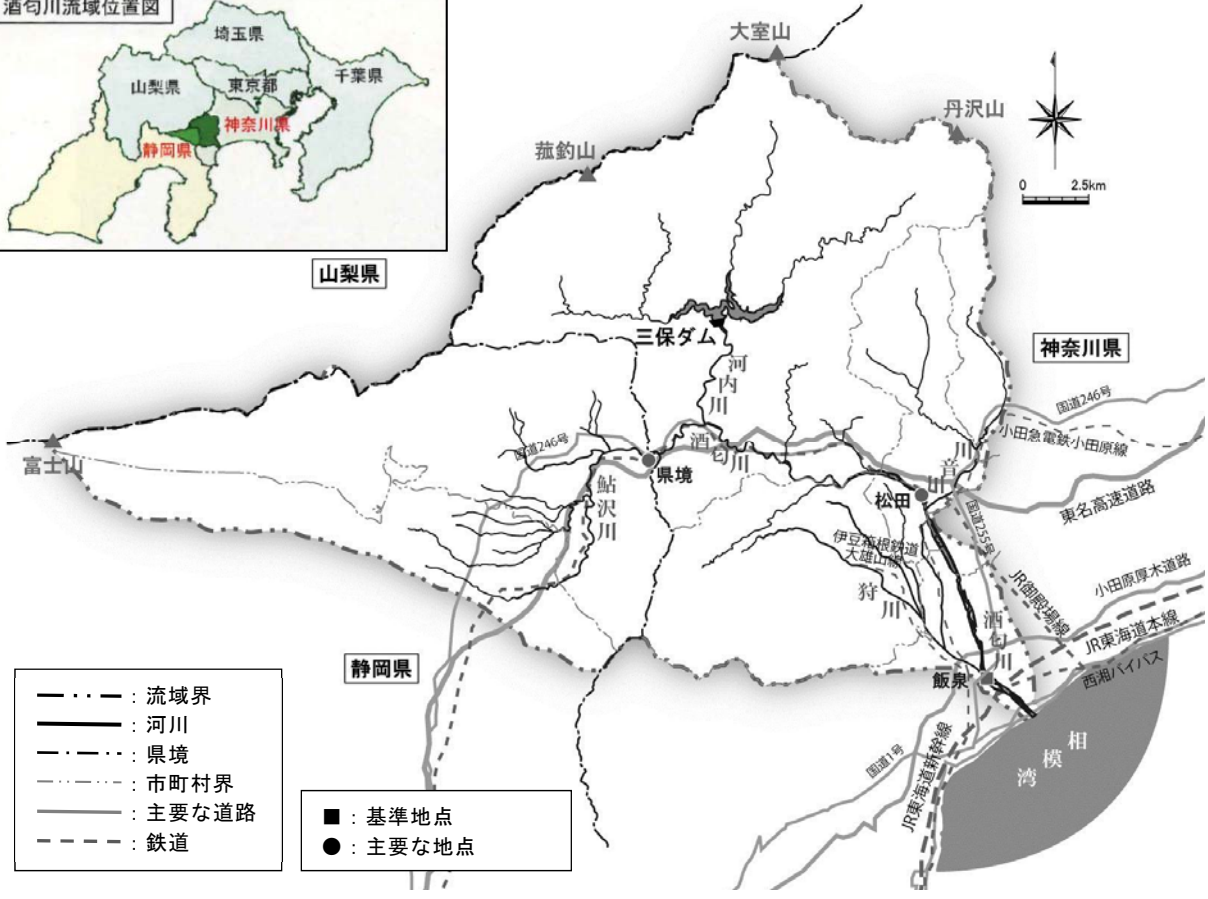 酒匂川流域位置図
埼玉県
山梨県
東京都
千葉県
神奈川県
静岡県
大室山
丹沢山
菰釣山
0 2.5km
山梨県
三保ダム
神奈川県
河内川
国道246号
小田急電鉄小田原線
富士山
国道246号
酒匂川
川音川
県境
鮎沢川
松田
東名高速道路
国道255号
伊豆箱根鉄道
大雄山線
JR御殿場線
小田原厚木道路
狩川
酒匂川
JR東海道本線
静岡県
飯泉
西湘バイパス
相模湾
国道1号
JR東海道新幹線
：流域界
：河川
：県境
：市町村界
：主要な道路
：鉄道
■：基準地点
●：主要な地点